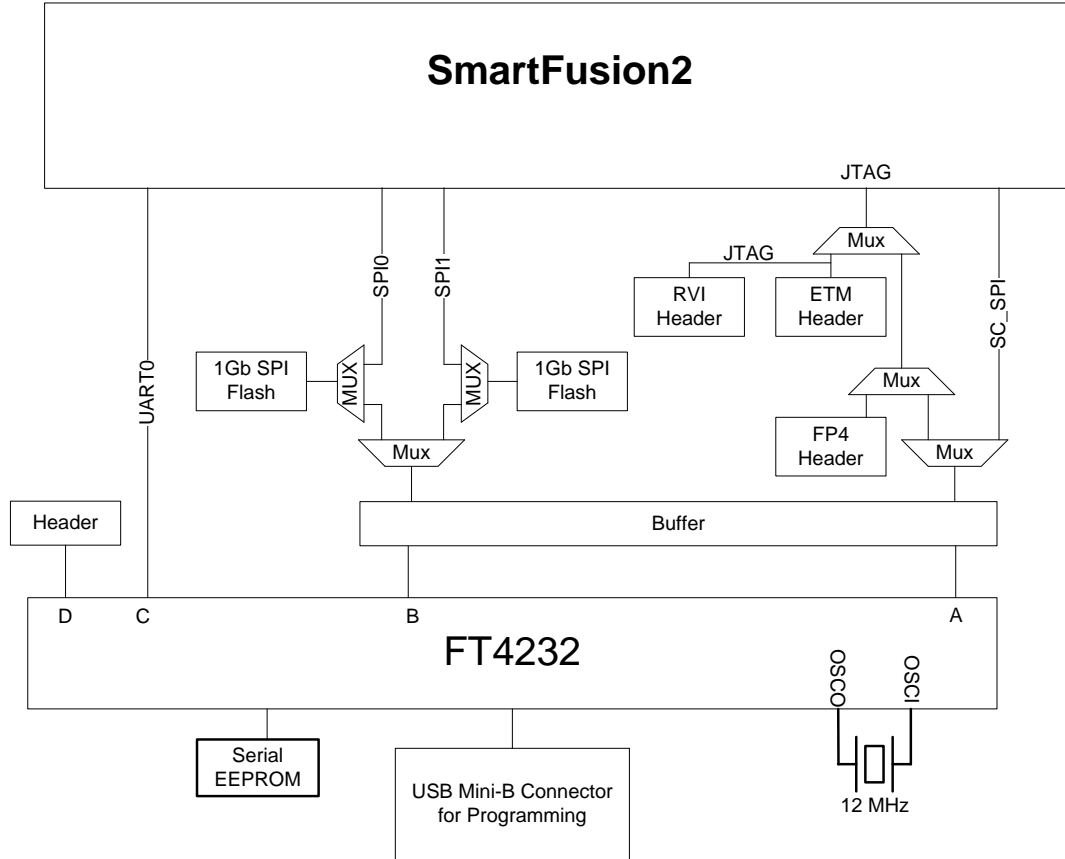 SmartFusion2
JTAG
Mux
JTAG
SPI0
SPI1
SC_SPI
RVI
Header
ETM
Header
UART0
1Gb SPI
Flash
MUX
MUX
1Gb SPI
Flash
Mux
FP4
Header
Mux
Mux
Header
Buffer
D
C
B
A
FT4232
OSCO
OSCI
Serial
EEPROM
USB Mini-B Connector
for Programming
12 MHz